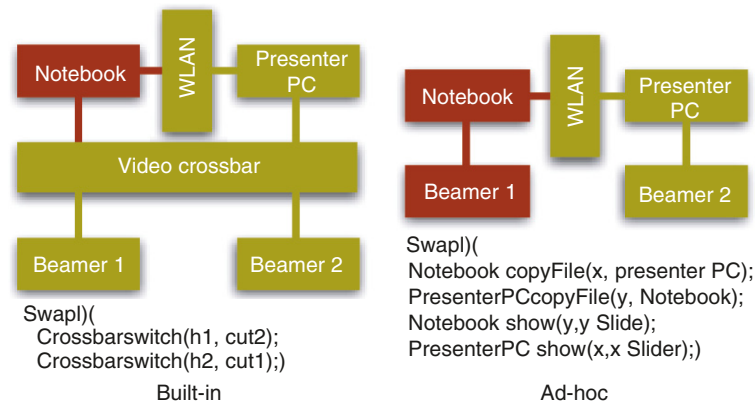 Notebook
WLAN
Presenter
PC
Video crossbar
Beamer 1
Beamer 2
Swapl)(
Crossbarswitch(h1, cut2);
Crossbarswitch(h2, cut1);)
Built-in
Notebook
WLAN
Presenter
PC
Beamer 1
Beamer 2
Swapl)(
Notebook copyFile(x, presenter PC);
PresenterPCcopyFile(y, Notebook);
Notebook show(y,y Slide);
PresenterPC show(x,x Slider);)
Ad-hoc